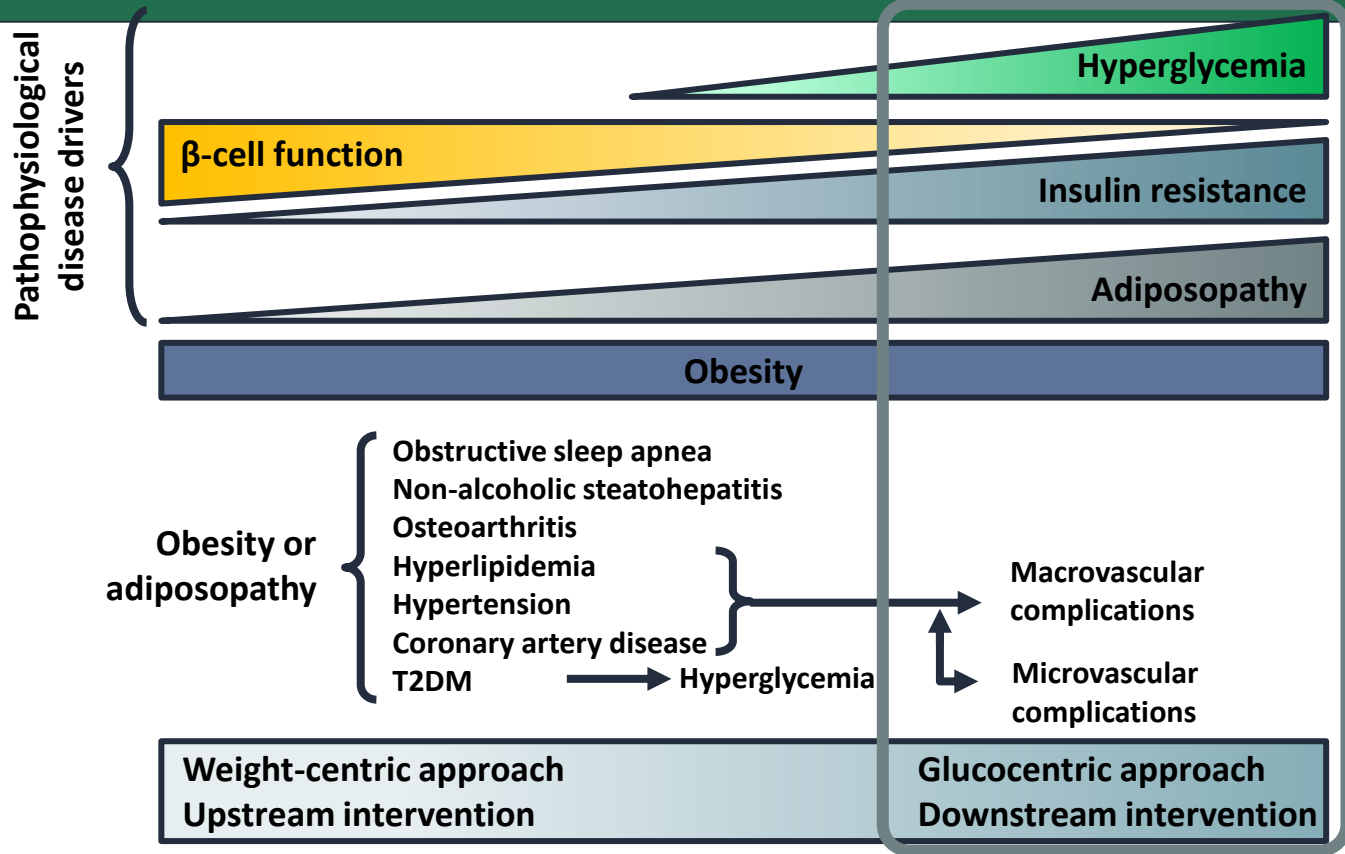 Pathological
disease drivers
Hyperglycemia
β-cell function
Insulin resistance
Adiposopathy
Obesity
Obesity or
adiposopathy
Obstructive sleep apnea
Non-alcoholic steatohepatitis
Osteoarthritis
Hyperlipidemia
Hypertension
Coronary artery disease
T2DM
Hyperglycemia
Macrovascular
complications
Microvascular
complications
Weight-centric approach
Upstream intervention
Glucocentric approach
Downstream intervention